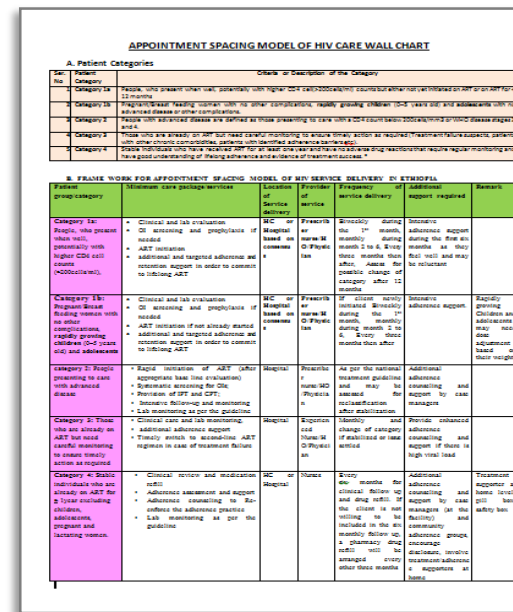 APPOINTMENT SPACING MODEL OF HIV CARE WALL CHART
A. Patient Categories
Ser. No
Patient Category
Criteria or Description of the Category
1
Category 1a
People, who present when well, potentially with higher CD4 cell(>200cells/ml) counts but either not yet initiated on ART or on ART for <
12 months
2
Category 1b
Pregnant/Breast feeding women with no other complications, rapidly growing children (0–5 years old) and adolescents with no
advanced disease or other complications.
3
Category 2
People with advanced disease are defined as those presenting to care with a CD4 count below 200cells/mm3 or WHO disease stages 3
and 4.
4
Category 3
Those who are already on ART but need careful monitoring to ensure timely action as required (Treatment failure suspects, patients
with other chronic comorbidities, patients with identified adherence barriers
5
Category 4
Stable individuals who have received ART for at least one year and have no adverse drug reactions that require regular monitoring and
have good understanding of lifelong adherence and evidence of treatment success. *
B. FRAME WORK FOR APPOINTMENT SPACING MODEL OF HIV SERVICE DELIVERY IN ETHIOPIA
Patient
group/category
Minimum care package/services
Location
of
Service
delivery
Provider
of
service
Frequency of
service delivery
Additional
support required
Remark
Category 1a:
People, who present
when well,
potentially with
higher CD4 cell
counts
(>200cells/ml),
• Clinical and lab evaluation
• OI screening and prophylaxis if
needed
• ART initiation
• additional and targeted adherence and
retention support in order to commit
to lifelong ART
HC or
Hospital
based on
consensu
s
Prescrib
er
nurse/H
O/Physic
ian
Biweekly during
the 1st month,
monthly during
month 2 to 6, Every
three months then
after, Assess for
possible change of
category after 12
months
Intensive
adherence support
during the first six
months as they
feel well and may
be reluctant
Category 1b:
Pregnant/Breast
feeding women with
no other
complications,
rapidly growing
children (0–5 years
old) and adolescents
• Clinical and lab evaluation
• OI screening and prophylaxis if
needed
• ART initiation if not already started
• additional and targeted adherence and
retention support in order to commit
to lifelong ART
HC or
Hospital
based on
consensu
s
Prescrib
er
nurse/H
O/Physic
ian
If client newly
initiated Biweekly
during the 1st
month, monthly
during month 2 to
6, Every three
months then after
Intensive
adherence support.
Rapidly
growing
Children and
adolescents
may need
dose
adjustment
based on
their weight
category 2: People
presenting to care
with advanced
disease
• Rapid initiation of ART (after
appropriate base line evaluation)
• Systematic screening for OIs;
• Provision of IPT and CPT;
• Intensive follow-up and monitoring
• Lab monitoring as per the guideline
Hospital
Prescribe
r
nurse/HO
/Physicia
n
As per the national
treatment guideline
and may be
assessed for
reclassification
after stabilization
Additional
adherence
counseling and
support by case
managers
Category 3: Those
who are already on
ART but need
careful monitoring
to ensure timely
action as required
• Clinical care and lab monitoring,
• additional adherence support
• Timely switch to second-line ART
regimen in case of treatment failure
Hospital
Experien
ced
Nurse/H
O/Physici
an
Monthly and
change of category
if stabilized or issue
settled
Provide enhanced
adherence
counseling and
support if there is
high viral load
Category 4: Stable
individuals who are
already on ART for
≥ 1year excluding
children,
adolescents,
pregnant and
lactating women.
• Clinical review and medication
refill
• Adherence assessment and support
• Adherence counseling to Re-
enforce the adherence practice
• Lab monitoring as per the
guideline
HC or
Hospital
Nurse
Every
six months for
clinical follow up
and drug refill. If
the client is not
willing to be
included in the six
monthly follow up,
a pharmacy drug
refill will be
arranged every
other three months
Additional
adherence
counseling and
support by case
managers (at the
facility) and
community
adherence groups,
encourage
disclosure, involve
treatment/adherenc
e supporters at
home
Treatment
supporter at
home level,
pill box,
safety box